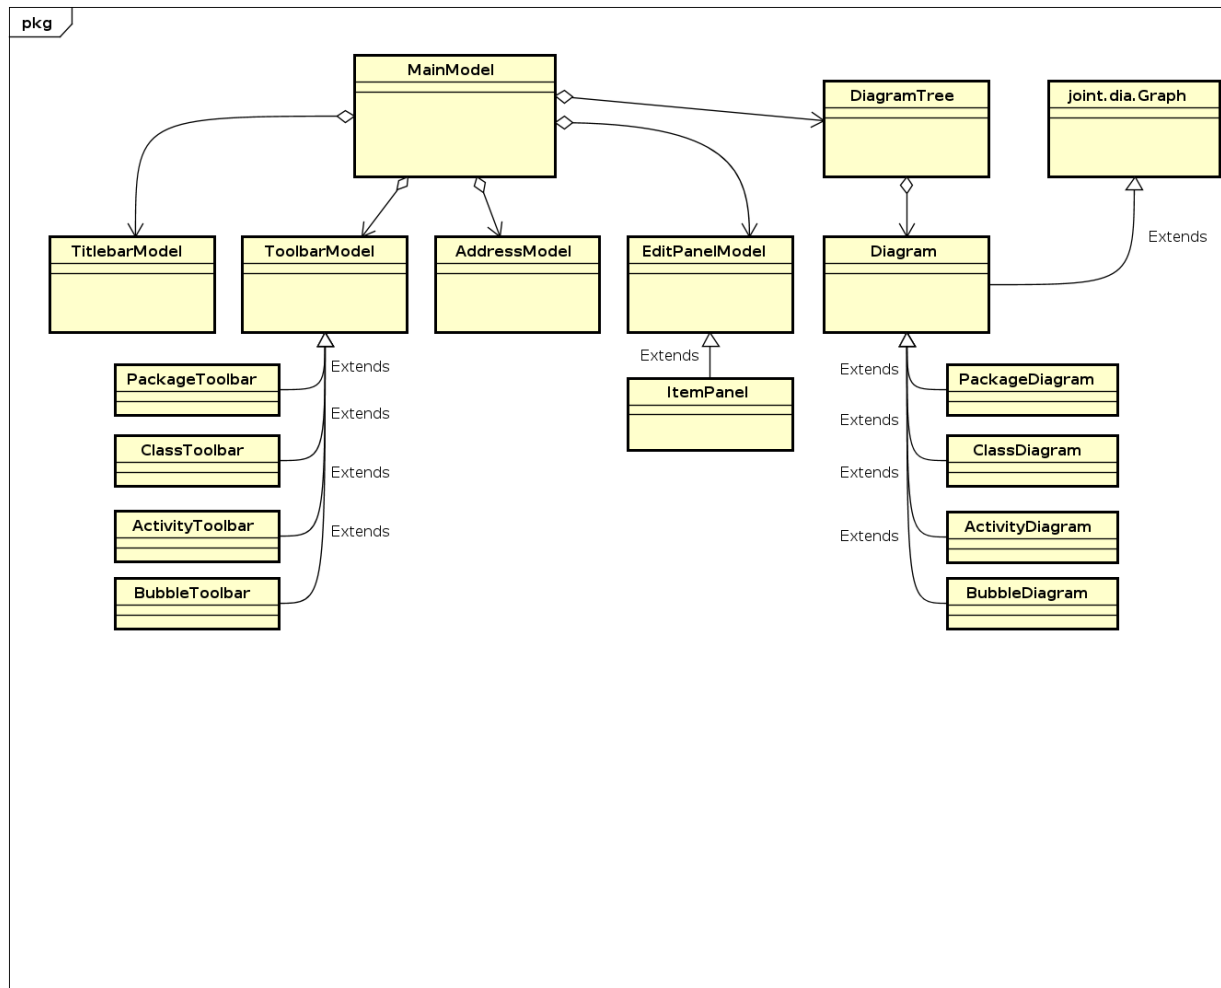 pkg
MainModel
DiagramTree
joint.dia.Graph
TitlebarModel
ToolbarModel
AddressModel
EditPanelModel
Diagram
Extends
Extends
PackageToolbar
Extends
ClassToolbar
Extends
ActivityToolbar
Extends
BubbleToolbar
Extends
ItemPanel
Extends
PackageDiagram
Extends
ClassDiagram
Extends
ActivityDiagram
Extends
BubbleDiagram